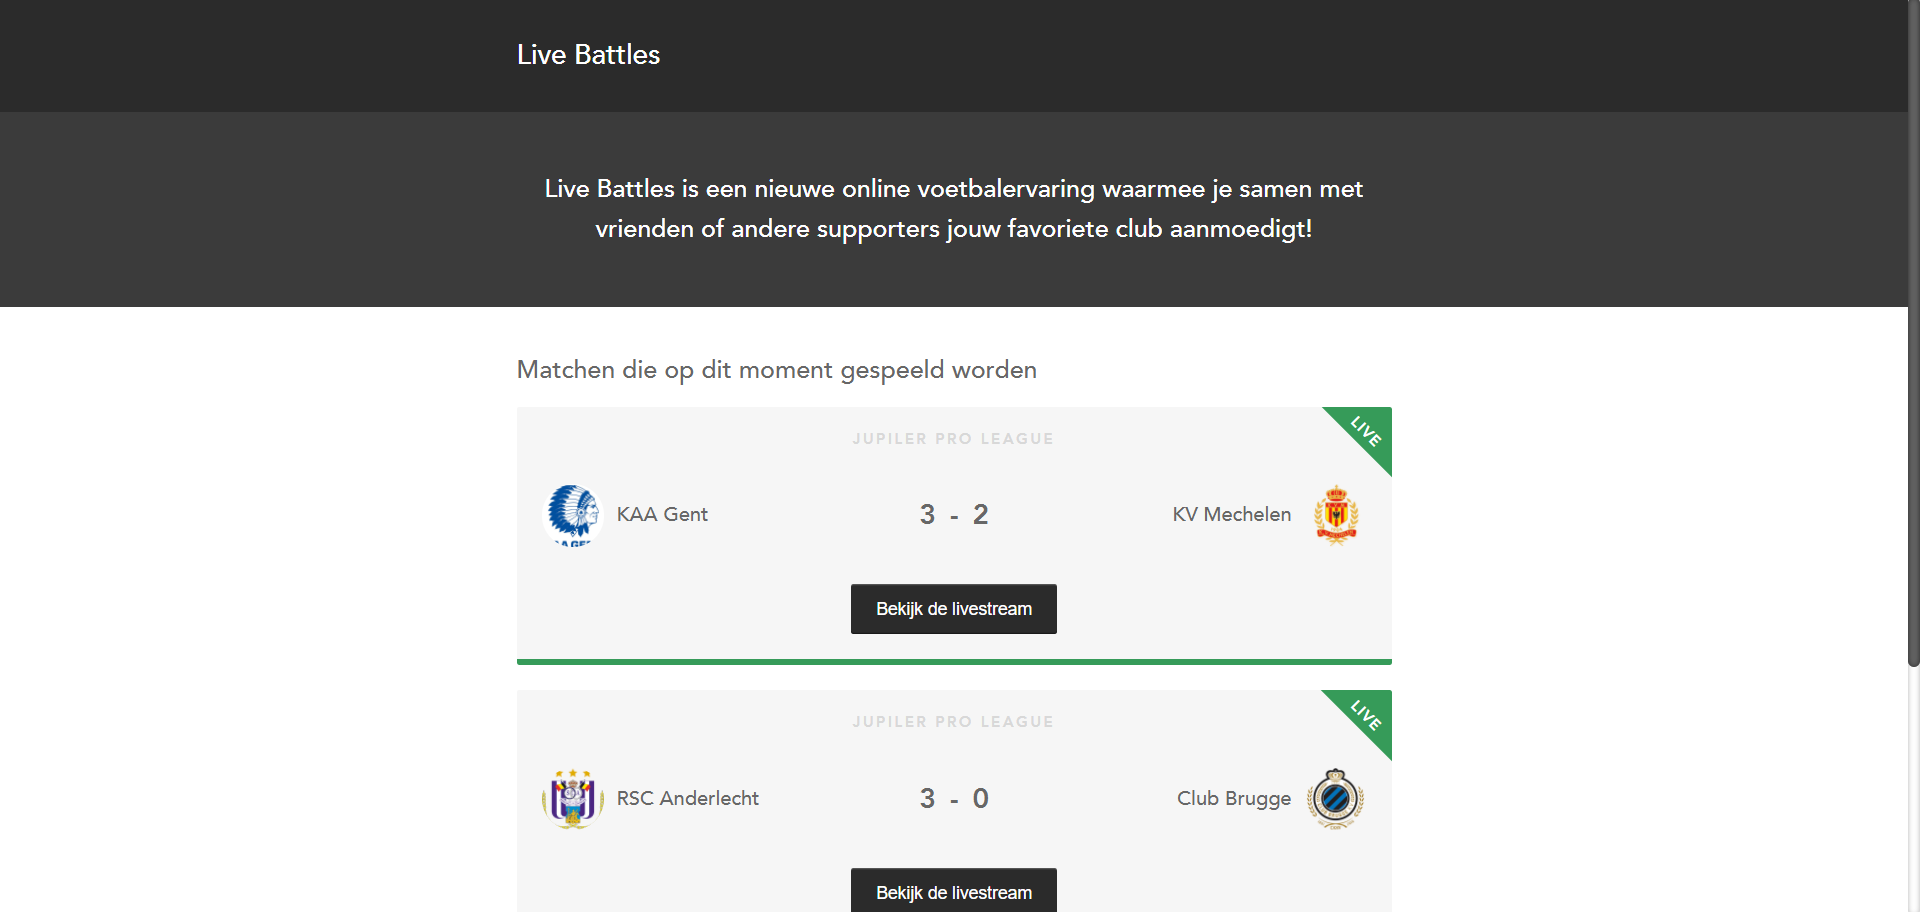 Live Battles
Live Battles is een nieuwe online voetbalervaring waarmee je samen met
vrienden of andere supporters jouw favoriete club aanmoedigt!
Matchen die op dit moment gespeeld worden
JUPILER PRO LEAGUE
LIVE
KAA Gent
3 - 2
KV Mechelen
Bekijk de livestream
JUPILER PRO LEAGUE
LIVE
RSC Anderlecht
3 - 0
Club Brugge
Bekijk de livestream